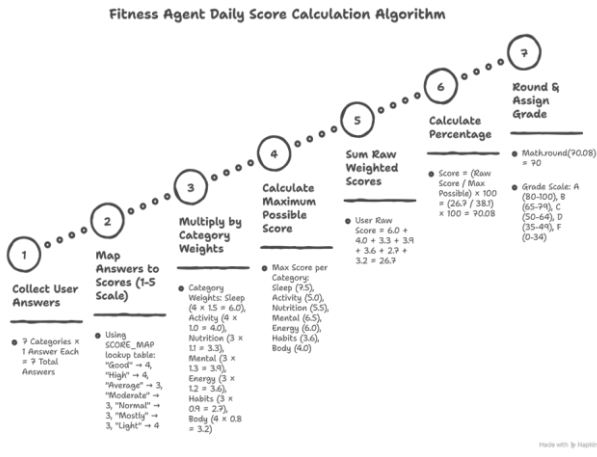 Fitness Agent Daily Score Calculation Algorithm
1
Collect User
Answers
7 Categories ×
1 Answer Each
= 7 Total
Answers
2
Map
Answers to
Scores (1-5
Scale)
Using
SCORE_MAP
lookup table:
"Good" → 4,
"High" → 4,
"Average" → 3,
"Moderate" →
3, "Normal" →
3, "Mostly" →
3, "Light" → 4
3
Multiply by
Category
Weights
Category
Weights: Sleep
(4 × 1.5 = 6.0),
Activity (4 ×
1.0 = 4.0),
Nutrition (3 ×
1.1 = 3.3),
Mental (3 ×
1.3 = 3.9),
Energy (3 ×
1.2 = 3.6),
Habits (3 ×
0.9 = 2.7),
Body (4 × 0.8
= 3.2)
4
Calculate
Maximum
Possible
Score
Max Score per
Category:
Sleep (7.5),
Activity (5.0),
Nutrition (5.5),
Mental (6.5),
Energy (6.0),
Habits (3.6),
Body (4.0)
5
Sum Raw
Weighted
Scores
User Raw
Score = 6.0 +
4.0 + 3.3 + 3.9
+ 3.6 + 2.7 +
3.2 = 26.7
6
Calculate
Percentage
Score = (Raw
Score / Max
Possible) × 100
= (26.7 / 38.1)
× 100 = 70.08
7
Round &
Assign
Grade
Math.round(70.08)
= 70
Grade Scale: A
(80-100), B
(65-79), C
(50-64), D
(35-49), F
(0-34)
Made with Napkin